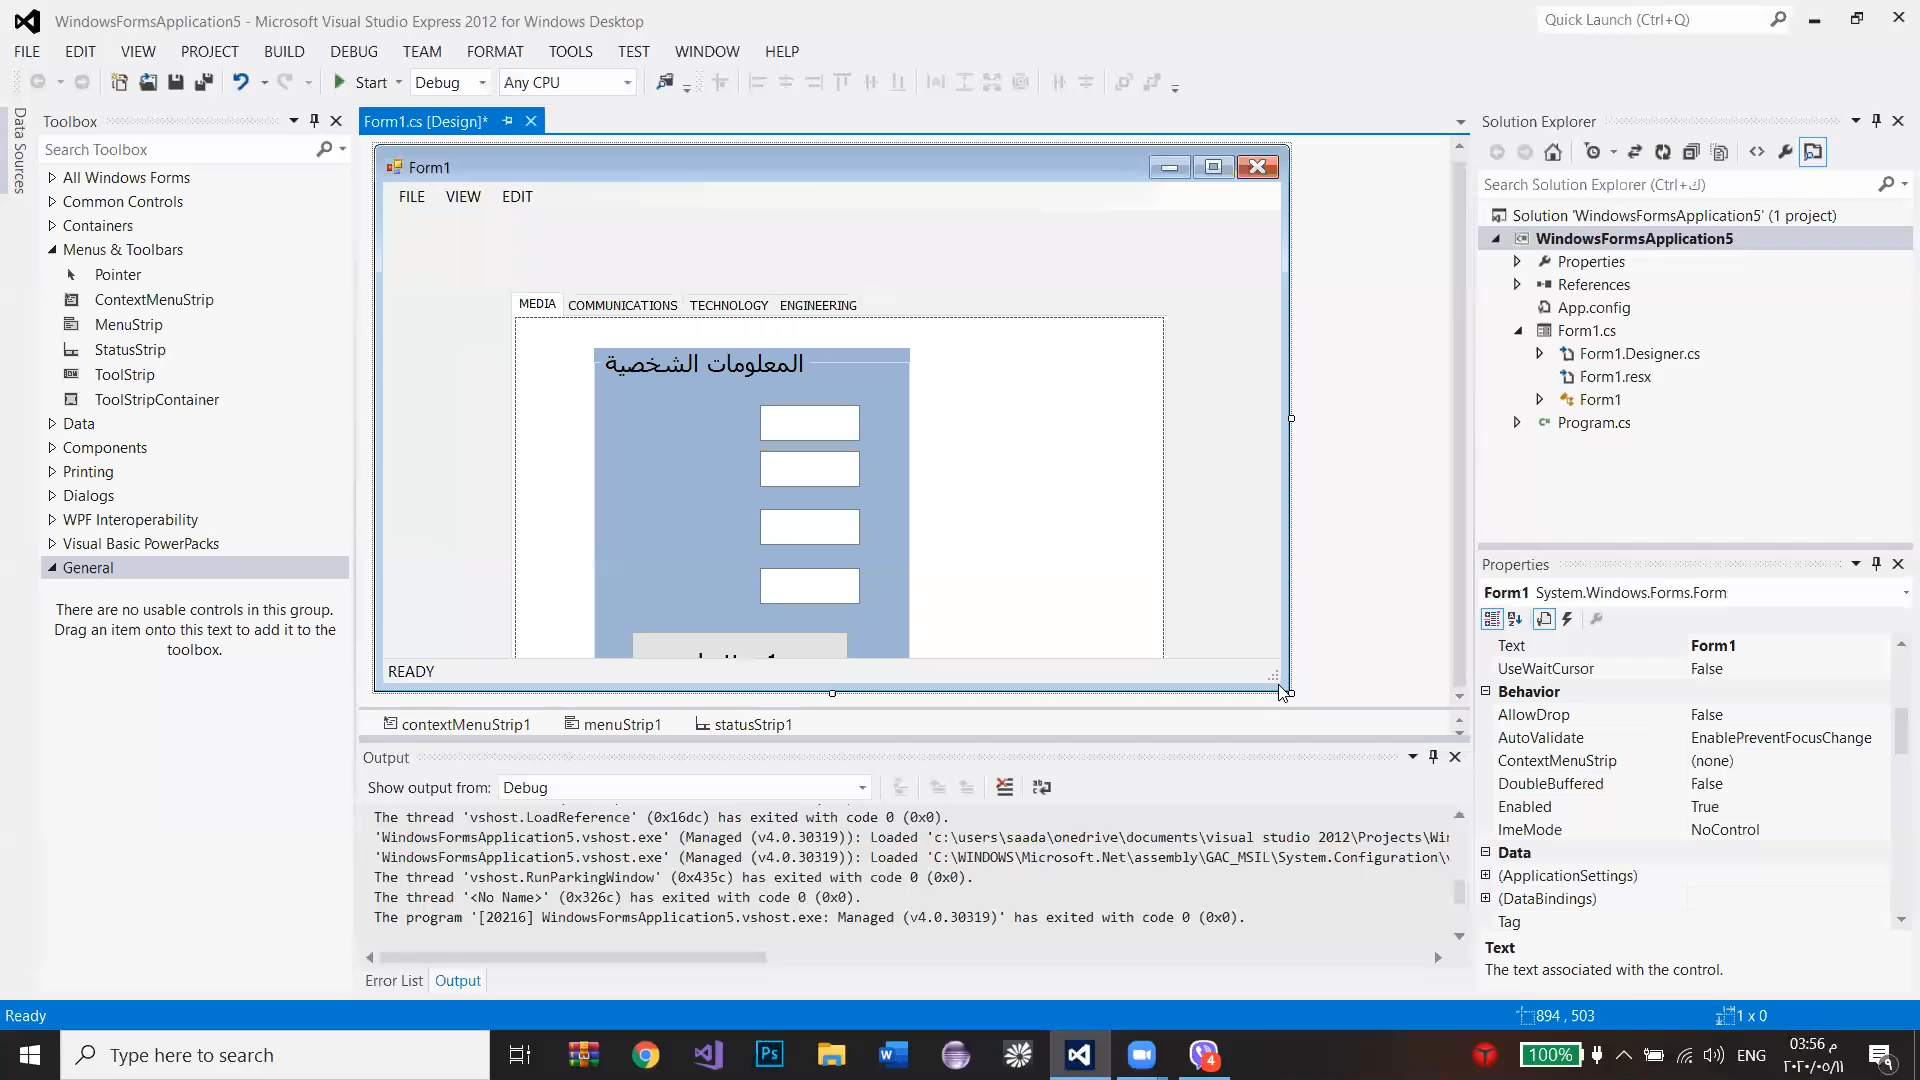 WindowsFormsApplication5 - Microsoft Visual Studio Express 2012 for Windows Desktop
Quick Launch (Ctrl+Q)
FILE EDIT VIEW PROJECT BUILD DEBUG TEAM FORMAT TOOLS TEST WINDOW HELP
Start Debug Any CPU
Data Sources
Toolbox
Search Toolbox
All Windows Forms
Common Controls
Containers
Menus & Toolbars
Pointer
ContextMenuStrip
MenuStrip
StatusStrip
ToolStrip
ToolStripContainer
Data
Components
Printing
Dialogs
WPF Interoperability
Visual Basic PowerPacks
General
There are no usable controls in this group.
Drag an item onto this text to add it to the
toolbox.
Form1.cs [Design]*
Form1
FILE VIEW EDIT
MEDIA COMMUNICATIONS TECHNOLOGY ENGINEERING
المعلومات الشخصية
READY
contextMenuStrip1 menuStrip1 statusStrip1
Output
Show output from: Debug
The thread 'vshost.LoadReference' (0x16dc) has exited with code 0 (0x0).
'WindowsFormsApplication5.vshost.exe' (Managed (v4.0.30319)): Loaded 'c:\users\saada\onedrive\documents\visual studio 2012\Projects\Wi
'WindowsFormsApplication5.vshost.exe' (Managed (v4.0.30319)): Loaded 'C:\WINDOWS\Microsoft.Net\assembly\GAC_MSIL\System.Configuration\
The thread 'vshost.RunParkingWindow' (0x435c) has exited with code 0 (0x0).
The thread '<No Name>' (0x326c) has exited with code 0 (0x0).
The program '[20216] WindowsFormsApplication5.vshost.exe: Managed (v4.0.30319)' has exited with code 0 (0x0).
Error List Output
Solution Explorer
Search Solution Explorer (Ctrl+ك)
Solution 'WindowsFormsApplication5' (1 project)
WindowsFormsApplication5
Properties
References
App.config
Form1.cs
Form1.Designer.cs
Form1.resx
Form1
Program.cs
Properties
Form1 System.Windows.Forms.Form
Text Form1
UseWaitCursor False
Behavior
AllowDrop False
AutoValidate EnablePreventFocusChange
ContextMenuStrip (none)
DoubleBuffered False
Enabled True
ImeMode NoControl
Data
(ApplicationSettings)
(DataBindings)
Tag
Text
The text associated with the control.
Ready 894 , 503 1 x 0
Type here to search
Ps
4
100%
ENG
03:56 م
٢٠٢٠/٠٥/١١
٩